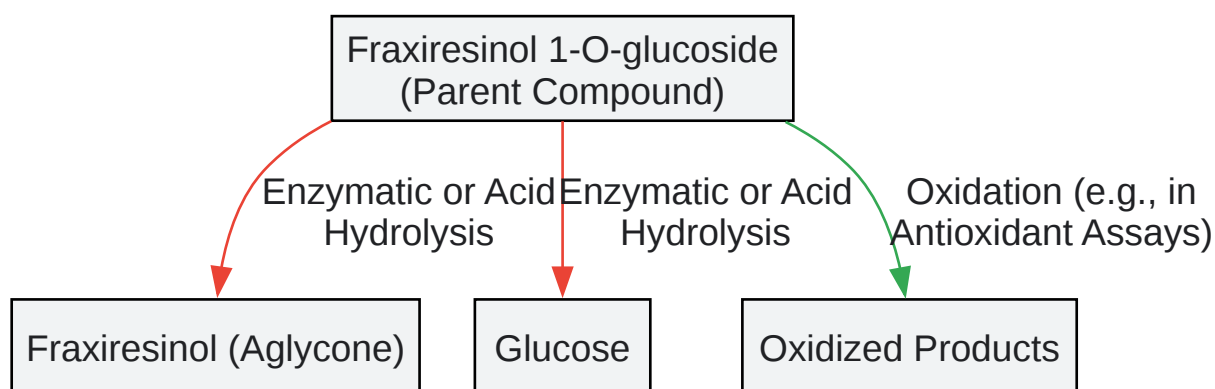 Fraxiresinol 1-O-glucoside
(Parent Compound)
Enzymatic or Acid
Hydrolysis
Enzymatic or Acid
Hydrolysis
Oxidation (e.g., in
Antioxidant Assays)
Fraxiresinol (Aglycone)
Glucose
Oxidized Products